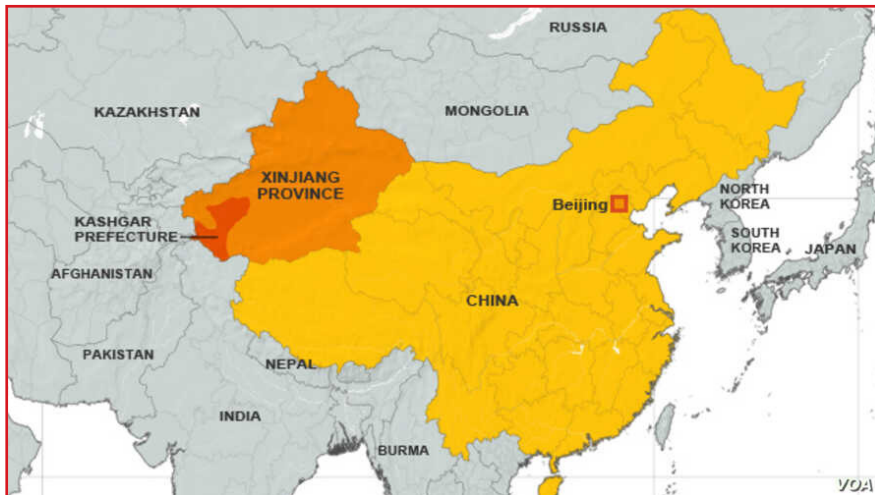 RUSSIA
KAZAKHSTAN
MONGOLIA
XINJIANG
PROVINCE
NORTH
KOREA
Beijing
KASHGAR
PREFECTURE
SOUTH
KOREA
JAPAN
AFGHANISTAN
CHINA
PAKISTAN
NEPAL
INDIA
BURMA
VOA